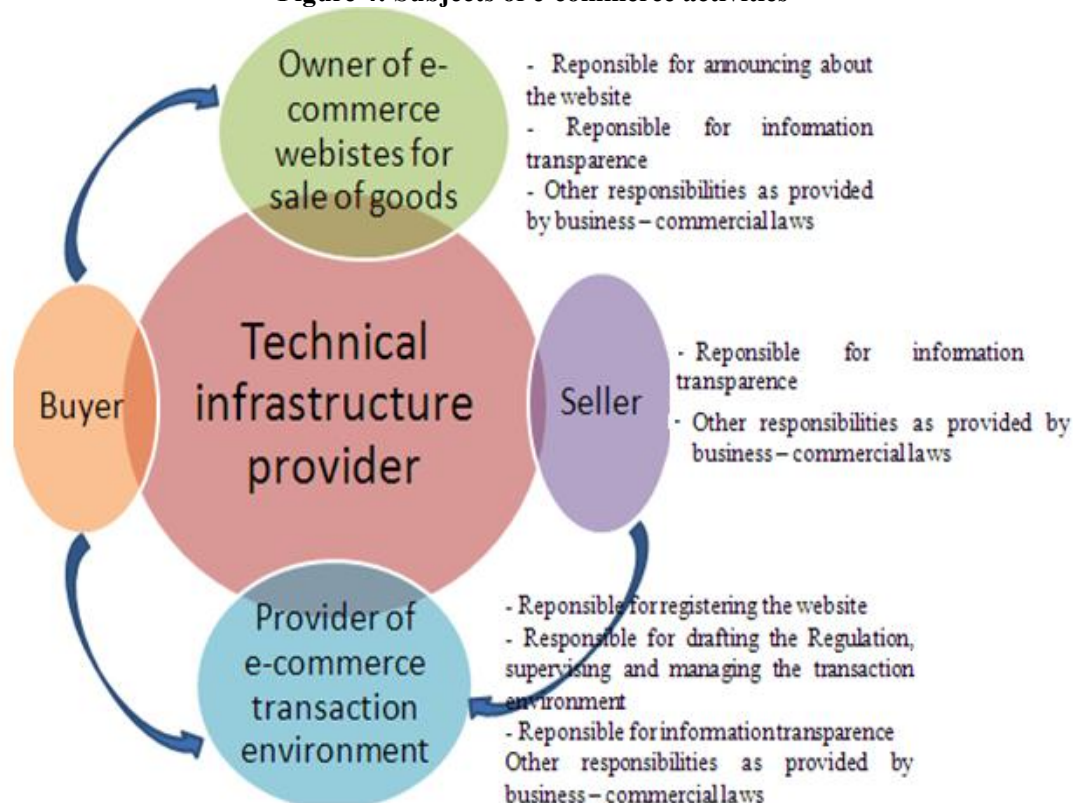 Figure 4: Subjects of e-commerce activities
Owner of e-
commerce
webistes for
sale of goods
- Reponsible for announcing about
the website
- Reponsible for information
transparence
- Other responsibilities as provided
by business – commercial laws
Technical
infrastructure
provider
Buyer
Seller
- Reponsible for information
transparence
- Other responsibilities as provided by
business – commercial laws
Provider of
e-commerce
transaction
environment
- Reponsible for registering the website
- Responsible for drafting the Regulation,
supervising and managing the transaction
environment
- Reponsible for information transparence
Other responsibilities as provided by
business – commercial laws